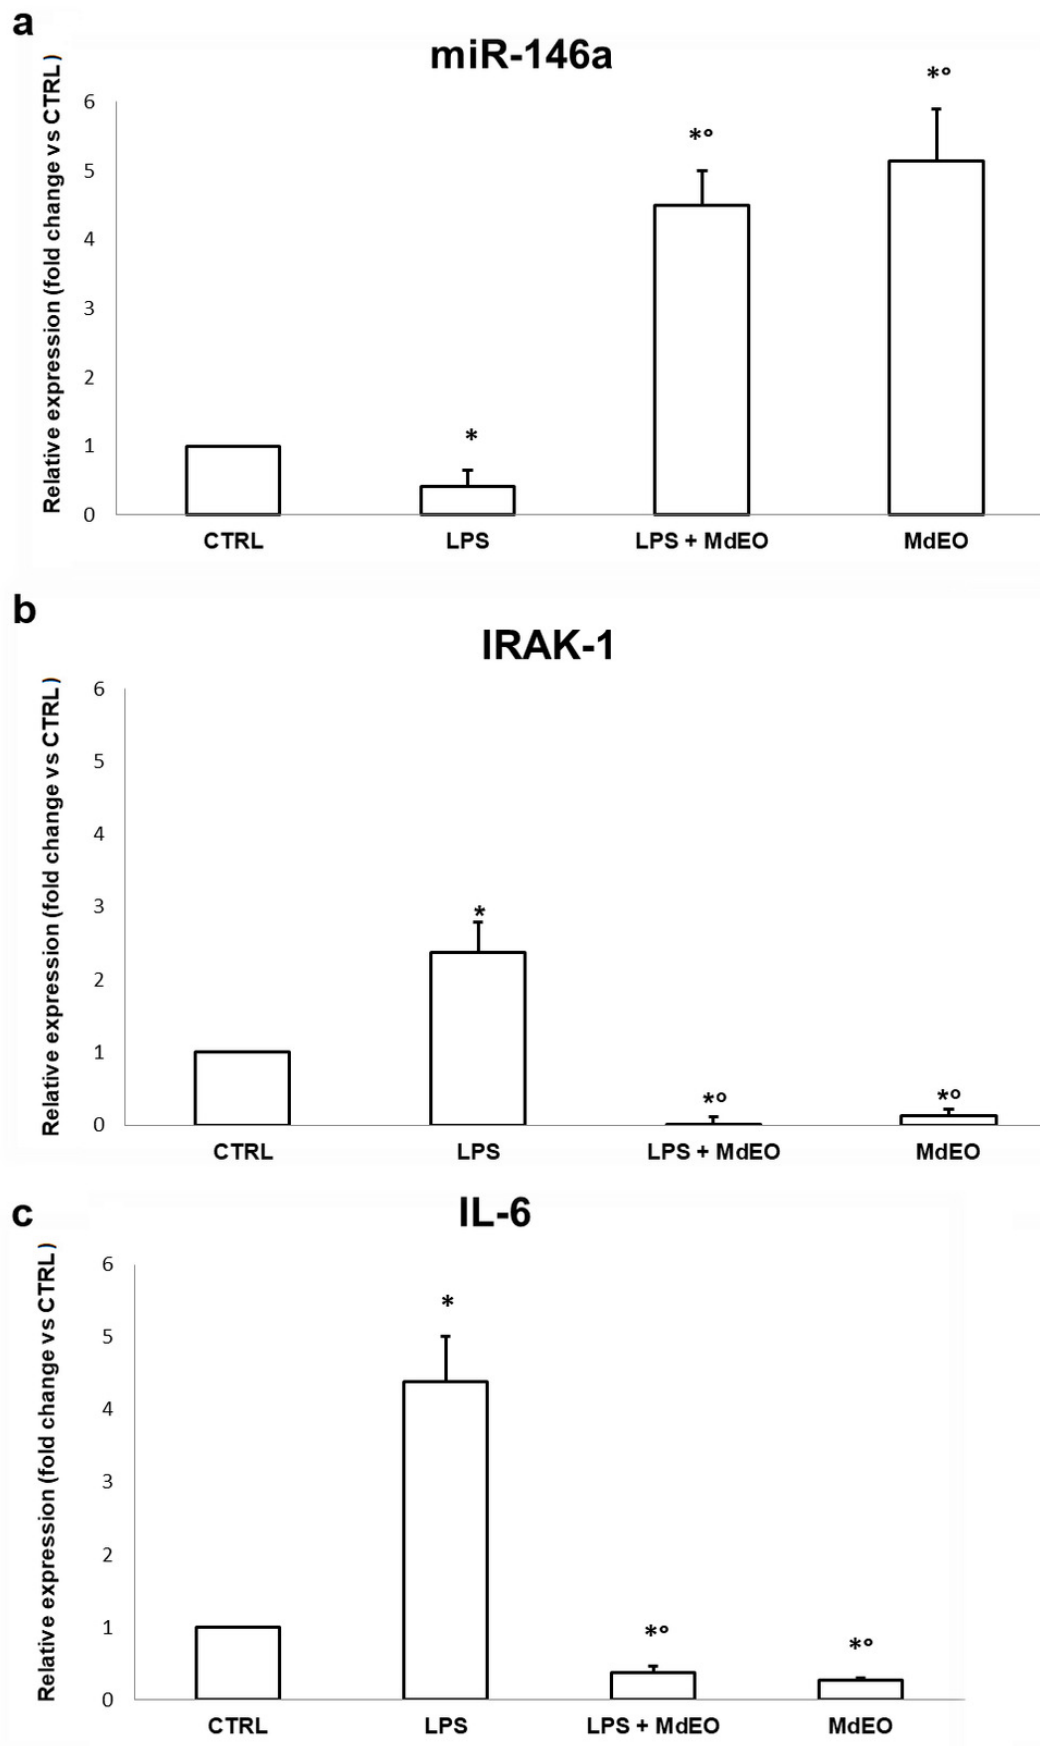 a
miR-146a
Relative expression (fold change vs CTRL)
6
5
4
3
2
1
0
*
*°
*°
CTRL LPS LPS + MdEO MdEO
b
IRAK-1
Relative expression (fold change vs CTRL)
6
5
4
3
2
1
0
*
*°
*°
CTRL LPS LPS + MdEO MdEO
c
IL-6
Relative expression (fold change vs CTRL)
6
5
4
3
2
1
0
*
*°
*°
CTRL LPS LPS + MdEO MdEO